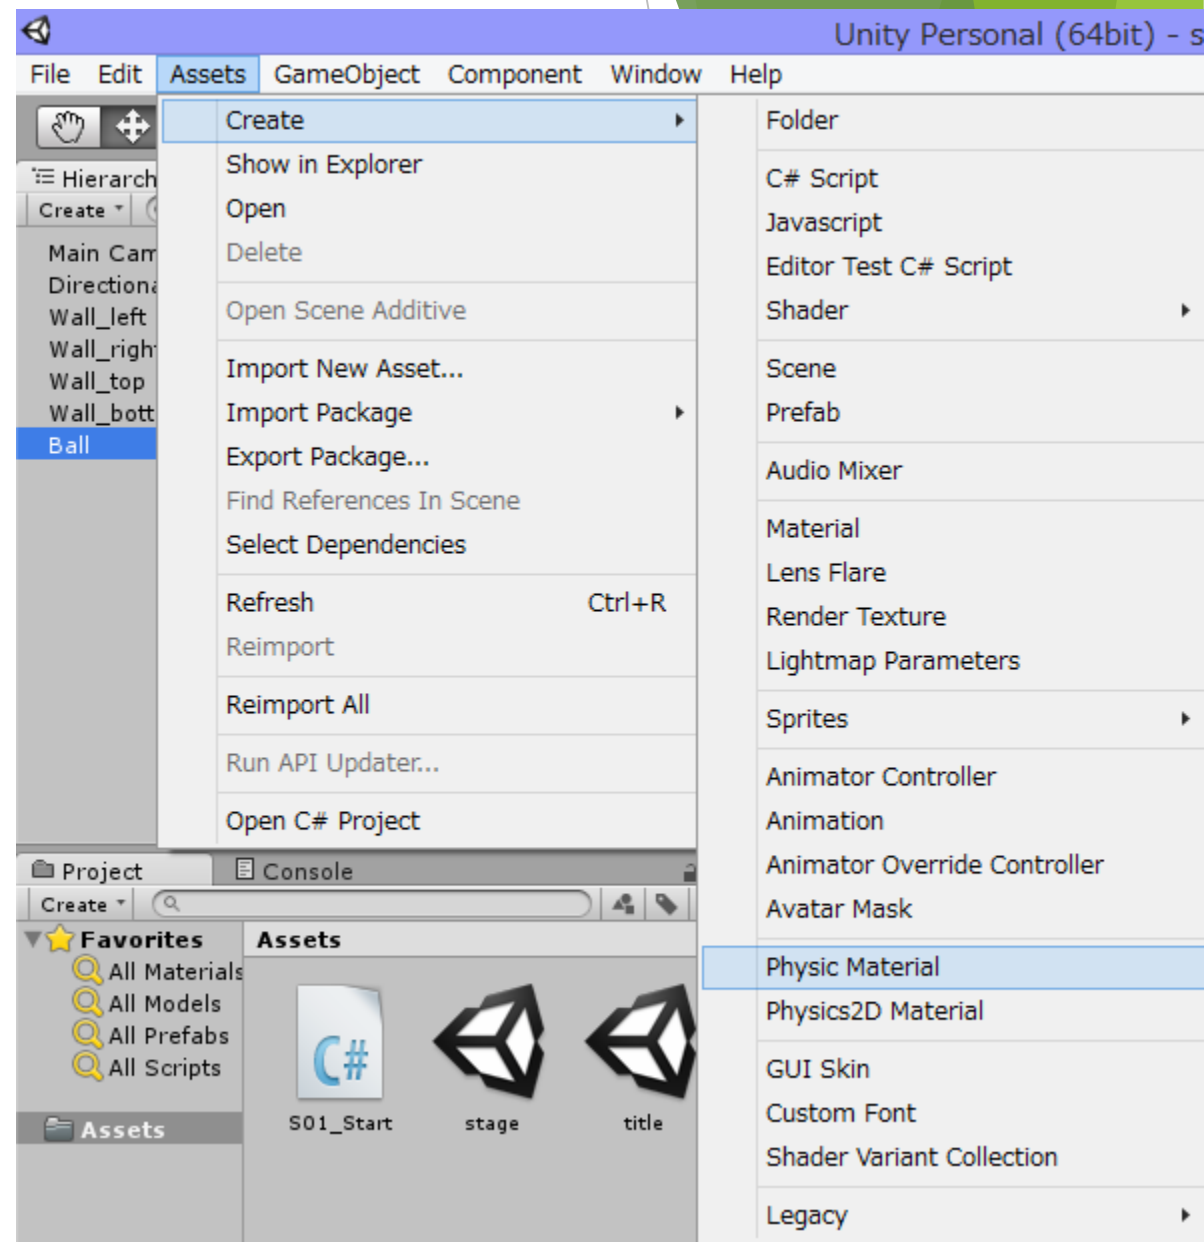 Unity Personal (64bit) - s
File Edit Assets GameObject Component Window Help
Create
Show in Explorer
Open
Delete
Open Scene Additive
Import New Asset...
Import Package
Export Package...
Find References In Scene
Select Dependencies
Refresh Ctrl+R
Reimport
Reimport All
Run API Updater...
Open C# Project
Folder
C# Script
Javascript
Editor Test C# Script
Shader
Scene
Prefab
Audio Mixer
Material
Lens Flare
Render Texture
Lightmap Parameters
Sprites
Animator Controller
Animation
Animator Override Controller
Avatar Mask
Physic Material
Physics2D Material
GUI Skin
Custom Font
Shader Variant Collection
Legacy
Hierarch
Create
Main Cam
Directiona
Wall_left
Wall_righ
Wall_top
Wall_bott
Ball
Project Console
Create
Favorites
All Materials
All Models
All Prefabs
All Scripts
Assets
Assets
S01_Start stage title